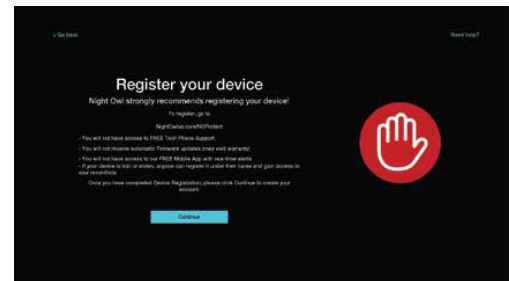 < Go Back
Need help?
Register your device
Night Owl strongly recommends registering your device!
To register, go to
NightOwlsp.com/NOProtect
- You will not have access to FREE Tech Phone Support
- You will not receive automatic Firmware updates (may void warranty)
- You will not have access to our FREE Mobile App with real-time alerts
- If your device is lost or stolen, anyone can register it under their name and gain access to
your recordings
Once you have completed Device Registration, please click Continue to create your
account.
Continue